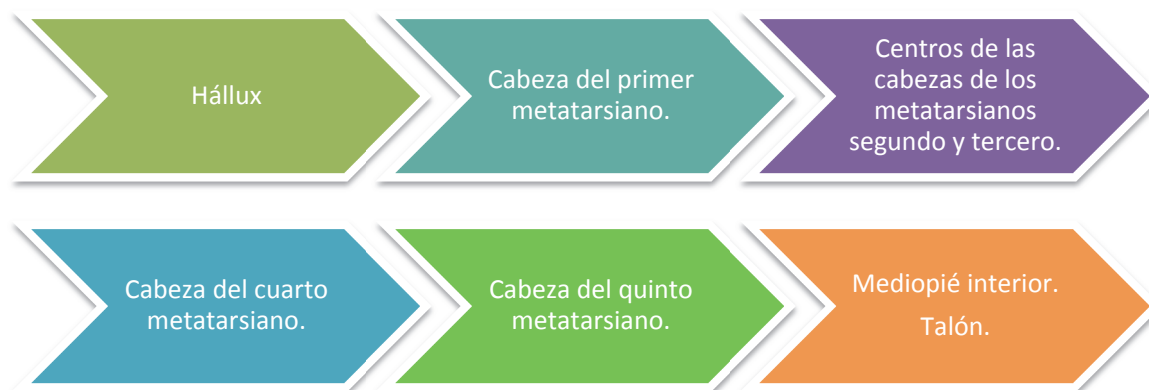 Hállux
Cabeza del primer
metatarsiano.
Centros de las
cabezas de los
metatarsianos
segundo y tercero.
Cabeza del cuarto
metatarsiano.
Cabeza del quinto
metatarsiano.
Mediopié interior.
Talón.